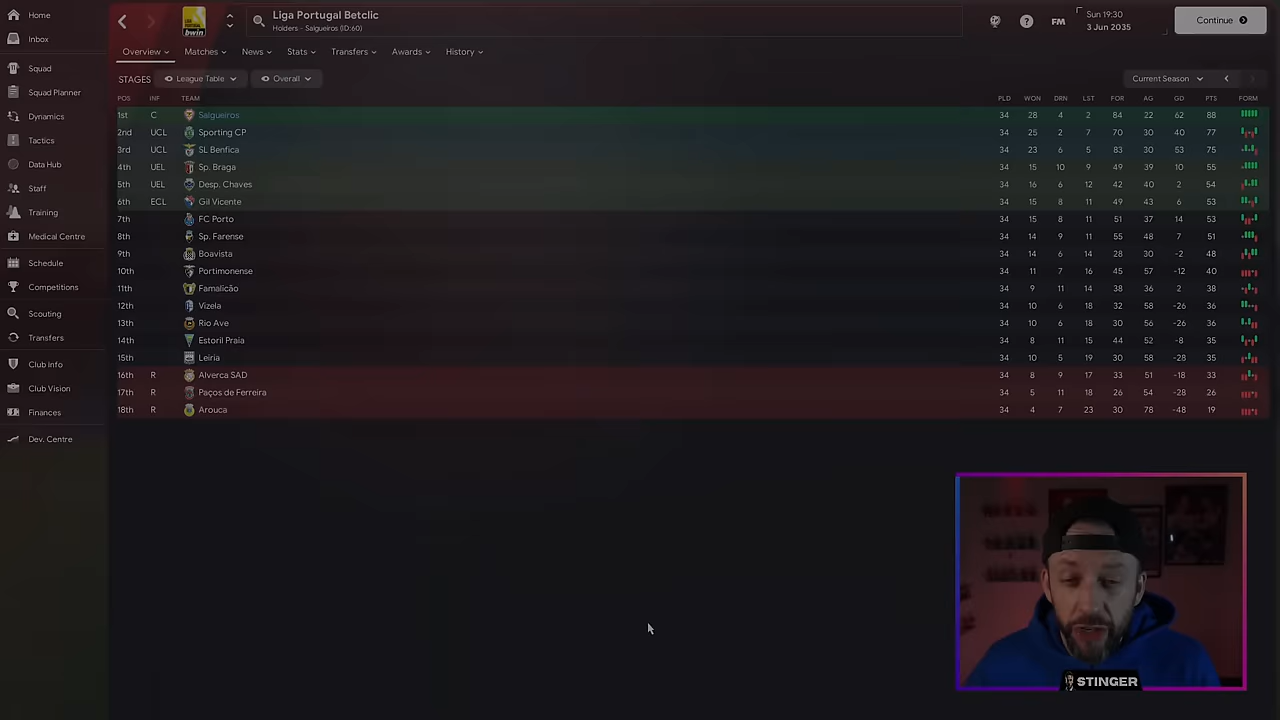 Home
Inbox
Squad
Squad Planner
Dynamics
Tactics
Data Hub
Staff
Training
Medical Centre
Schedule
Competitions
Scouting
Transfers
Club Info
Club Vision
Finances
Dev. Centre
LIGA PORTUGAL bwin
Liga Portugal Betclic
Holders - Salgueiros (ID:60)
FM
Sun 19:30
3 Jun 2035
Continue
Overview Matches News Stats Transfers Awards History
STAGES League Table Overall Current Season
POS INF TEAM PLD WON DRN LST FOR AG GD PTS FORM
1st C Salgueiros 34 28 4 2 84 22 62 88
2nd UCL Sporting CP 34 25 2 7 70 30 40 77
3rd UCL SL Benfica 34 23 6 5 83 30 53 75
4th UEL Sp. Braga 34 15 10 9 49 39 10 55
5th UEL Desp. Chaves 34 16 6 12 42 40 2 54
6th ECL Gil Vicente 34 15 8 11 49 43 6 53
7th FC Porto 34 15 8 11 51 37 14 53
8th Sp. Farense 34 14 9 11 55 48 7 51
9th Boavista 34 14 6 14 28 30 -2 48
10th Portimonense 34 11 7 16 45 57 -12 40
11th Famalicão 34 9 11 14 38 36 2 38
12th Vizela 34 10 6 18 32 58 -26 36
13th Rio Ave 34 10 6 18 30 56 -26 36
14th Estoril Praia 34 8 11 15 44 52 -8 35
15th Leiria 34 10 5 19 30 58 -28 35
16th R Alverca SAD 34 8 9 17 33 51 -18 33
17th R Paços de Ferreira 34 5 11 18 26 54 -28 26
18th R Arouca 34 4 7 23 30 78 -48 19
STINGER